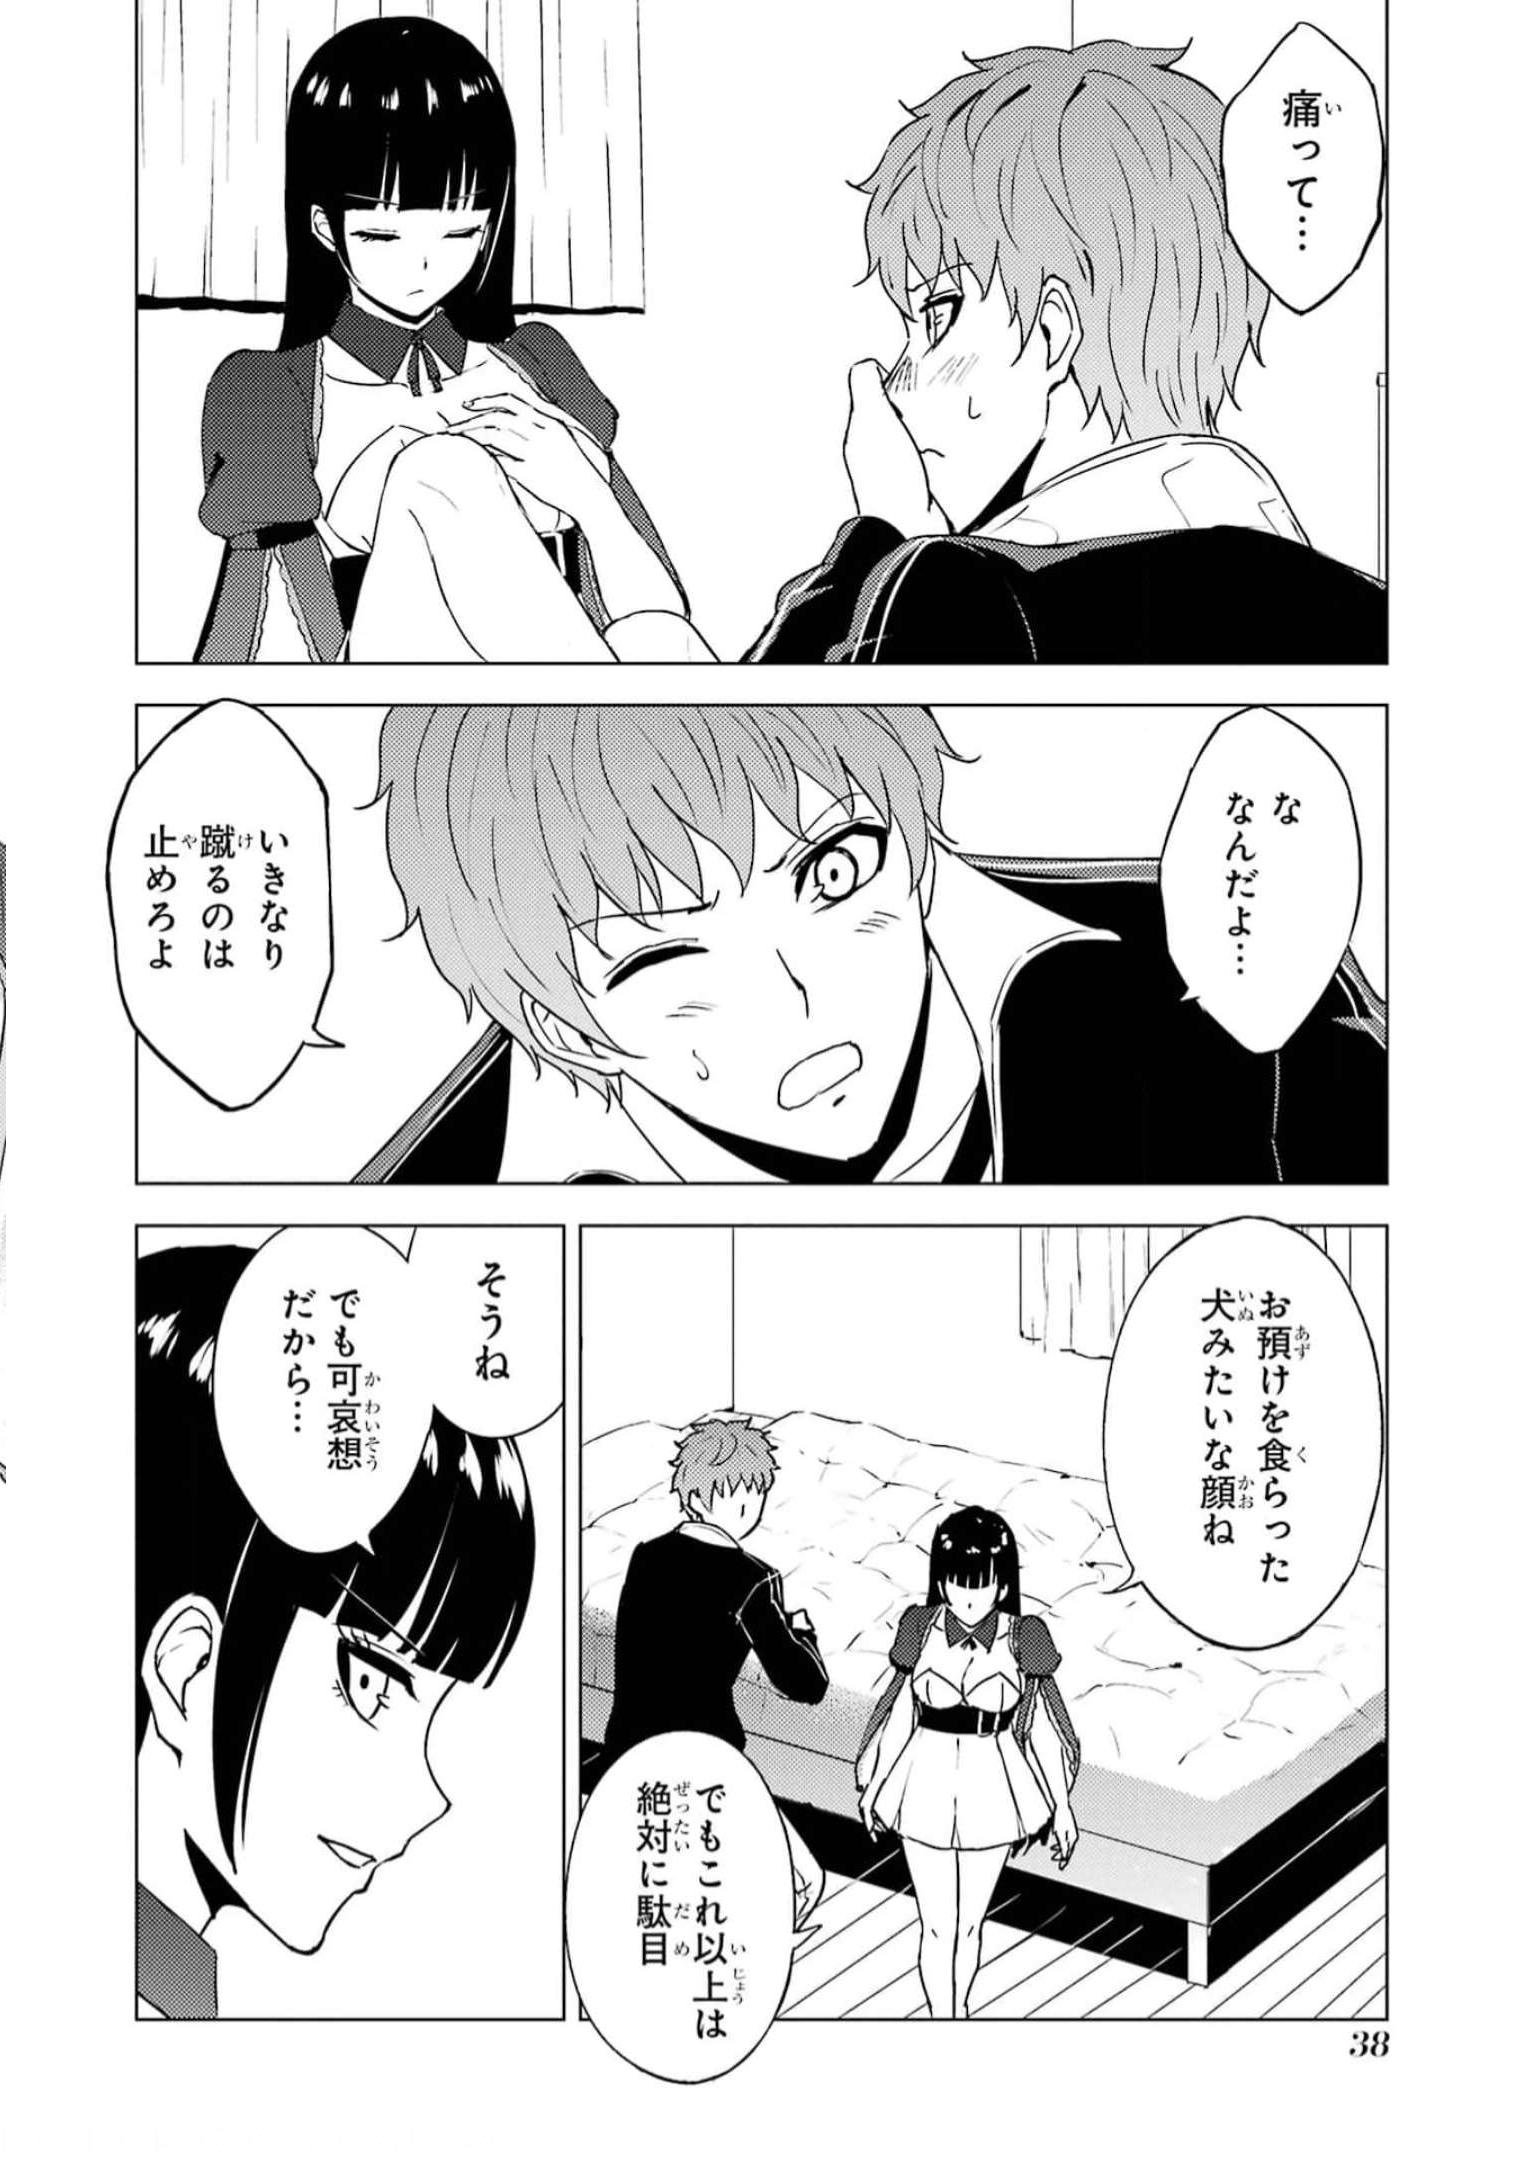 痛って…
な
なんだよ…
いきなり
蹴るのは
止めろよ
お預けを食らった
犬みたいな顔ね
でもこれ以上は
絶対に駄目
そうね
でも可哀想
だから…
38